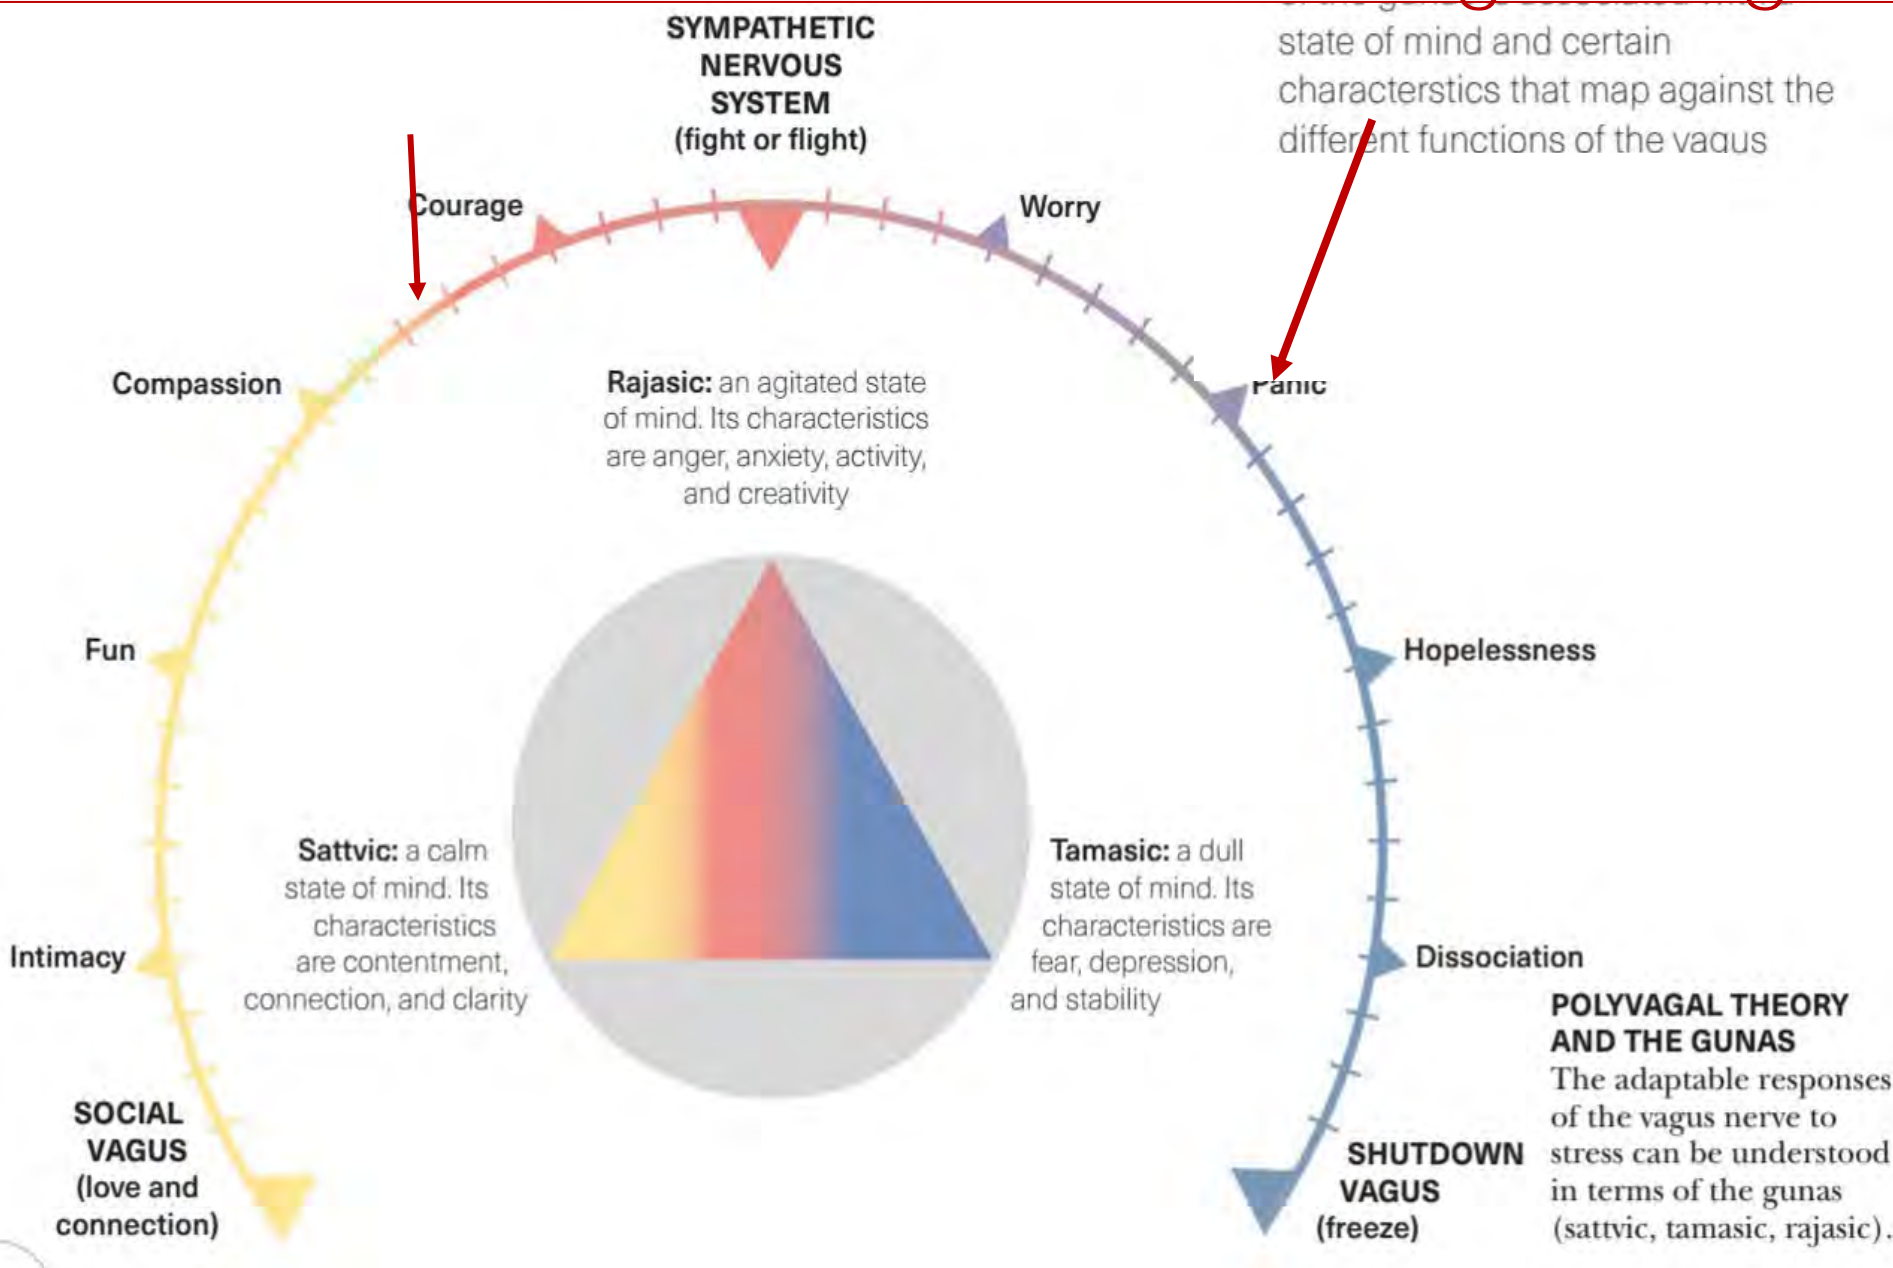 SYMPATHETIC
NERVOUS
SYSTEM
(fight or flight)
state of mind and certain
characterstics that map against the
different functions of the vagus
Courage
Worry
Compassion
Panic
Rajasic: an agitated state
of mind. Its characteristics
are anger, anxiety, activity,
and creativity
Fun
Hopelessness
Sattvic: a calm
state of mind. Its
characteristics
are contentment,
connection, and clarity
Tamasic: a dull
state of mind. Its
characteristics are
fear, depression,
and stability
Intimacy
Dissociation
SOCIAL
VAGUS
(love and
connection)
SHUTDOWN
VAGUS
(freeze)
POLYVAGAL THEORY
AND THE GUNAS
The adaptable responses
of the vagus nerve to
stress can be understood
in terms of the gunas
(sattvic, tamasic, rajasic).